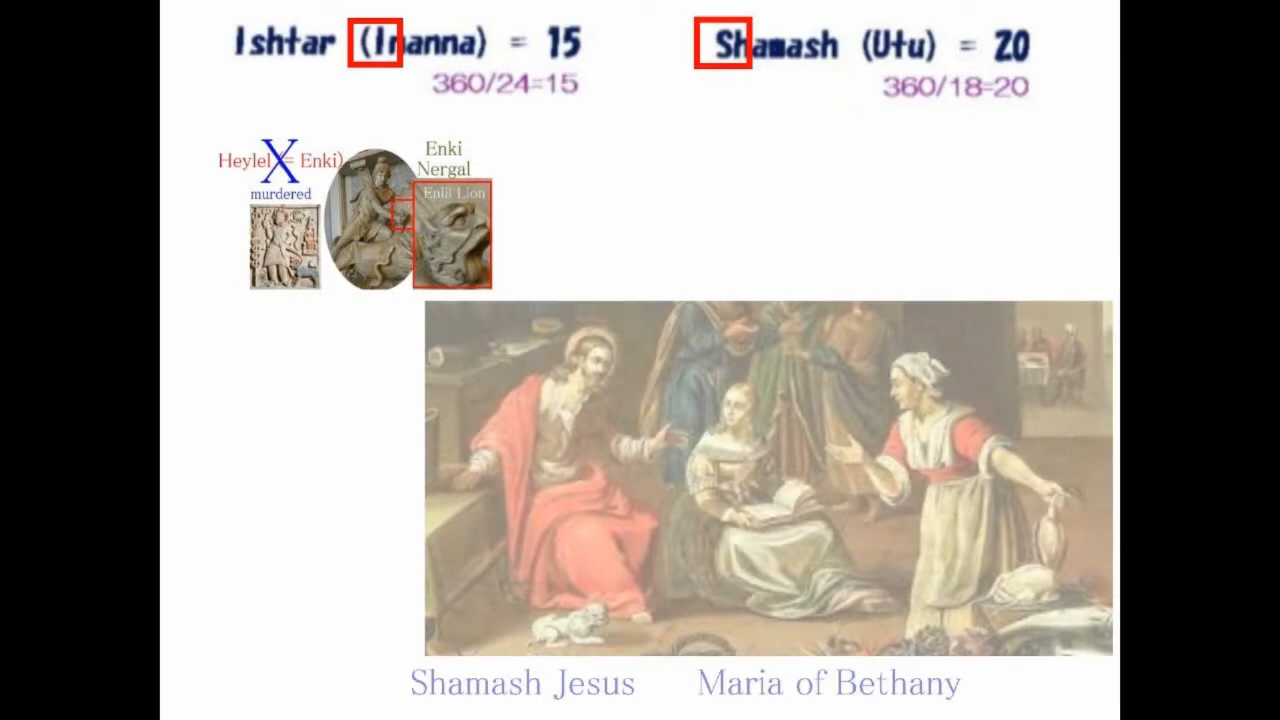 Ishtar (Inanna) = 15
360/24=15
Shamash (Utu) = 20
360/18=20
Heylel (= Enki)
X
murdered
Enki
Nergal
Enlil Lion
Shamash Jesus
Maria of Bethany